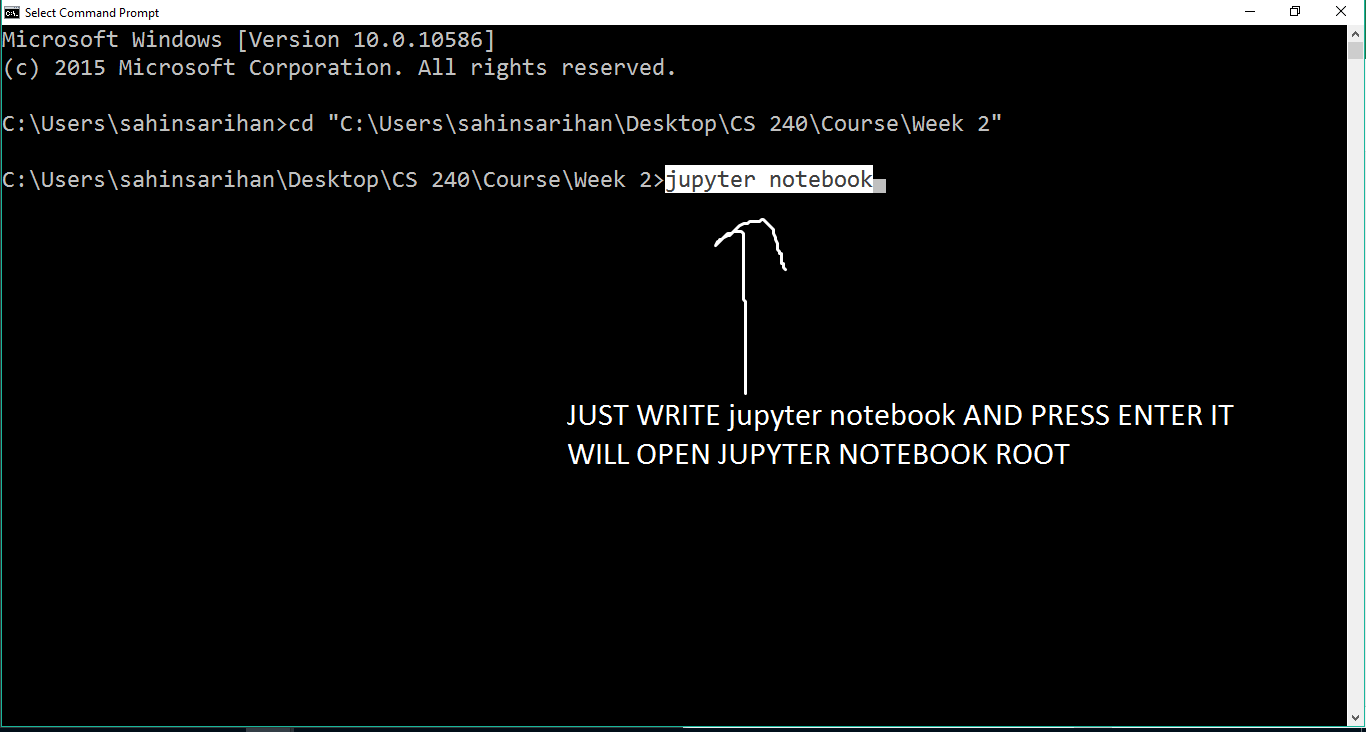 Select Command Prompt
Microsoft Windows [Version 10.0.10586]
(c) 2015 Microsoft Corporation. All rights reserved.
C:\Users\sahinsarihan>cd "C:\Users\sahinsarihan\Desktop\CS 240\Course\Week 2"
C:\Users\sahinsarihan\Desktop\CS 240\Course\Week 2>jupyter notebook
JUST WRITE jupyter notebook AND PRESS ENTER IT
WILL OPEN JUPYTER NOTEBOOK ROOT